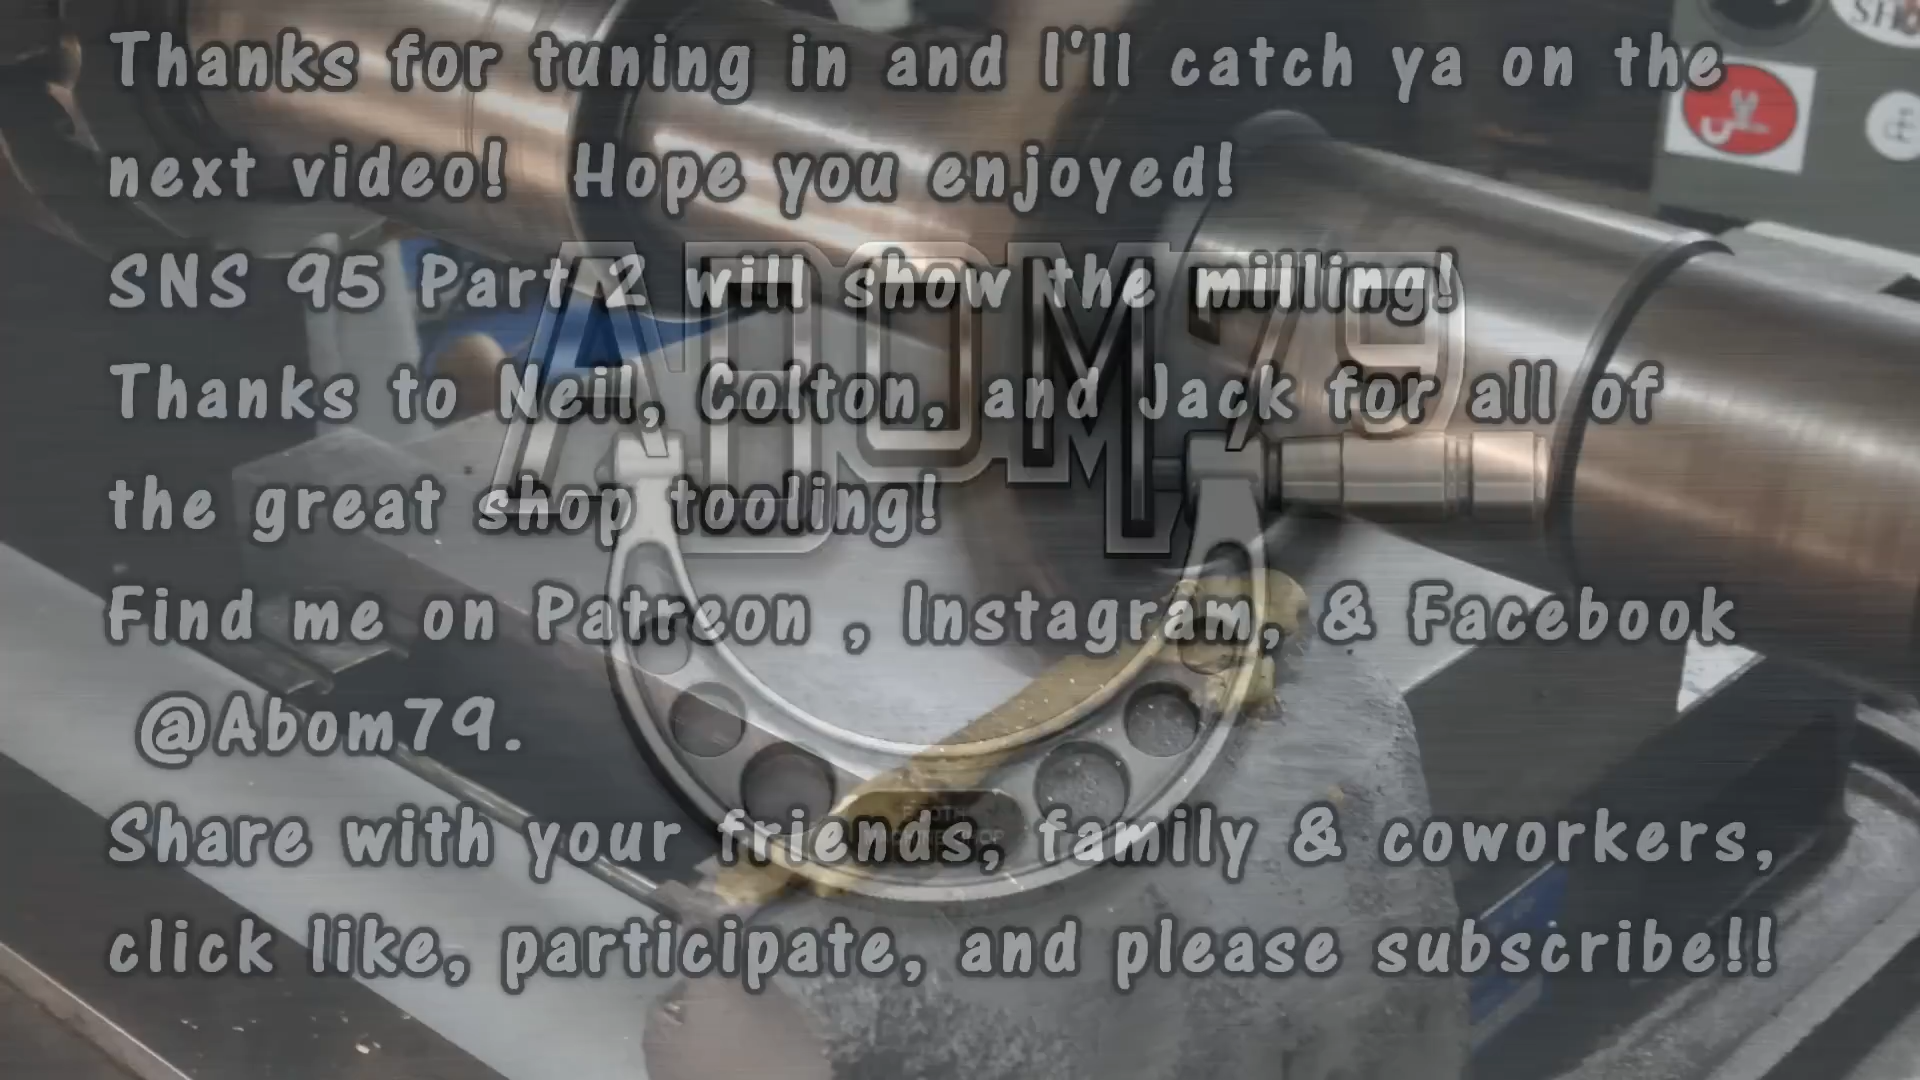 Thanks for tuning in and I'll catch ya on the
next video! Hope you enjoyed!
SNS 95 Part 2 will show the milling!
ABOM79
Thanks to Neil, Colton, and Jack for all of
the great shop tooling!
Find me on Patreon , Instagram, & Facebook
@Abom79.
Share with your friends, family & coworkers,
click like, participate, and please subscribe!!